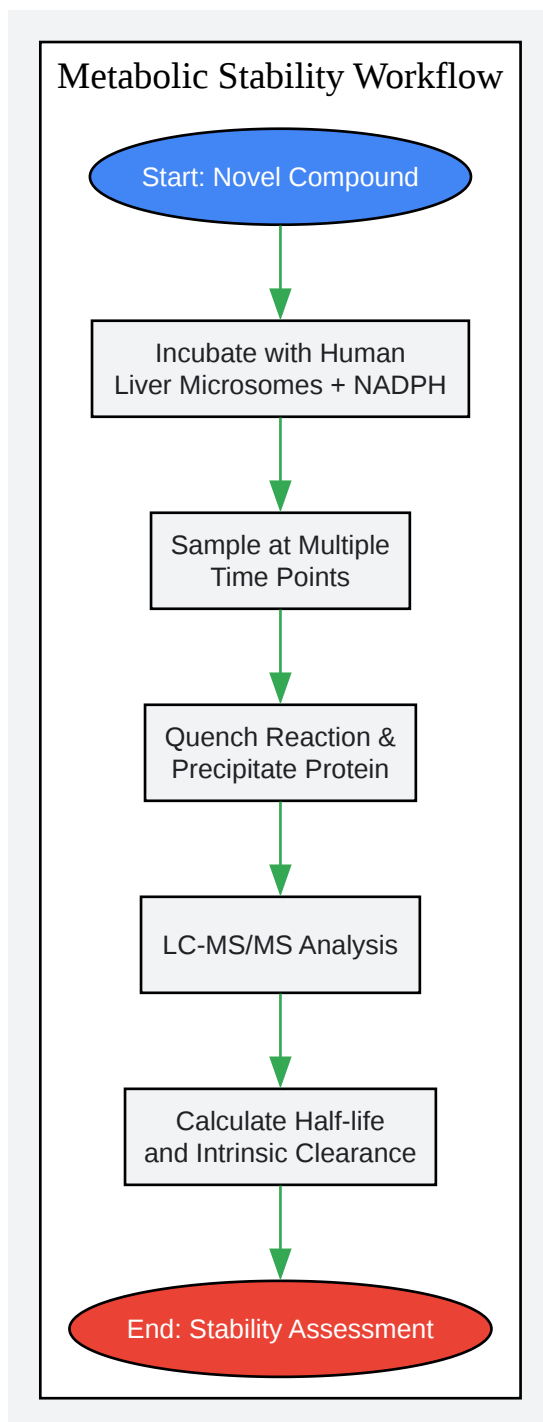 Metabolic Stability Workflow
Start: Novel Compound
Incubate with Human
Liver Microsomes + NADPH
Sample at Multiple
Time Points
Quench Reaction &
Precipitate Protein
LC-MS/MS Analysis
Calculate Half-life
and Intrinsic Clearance
End: Stability Assessment